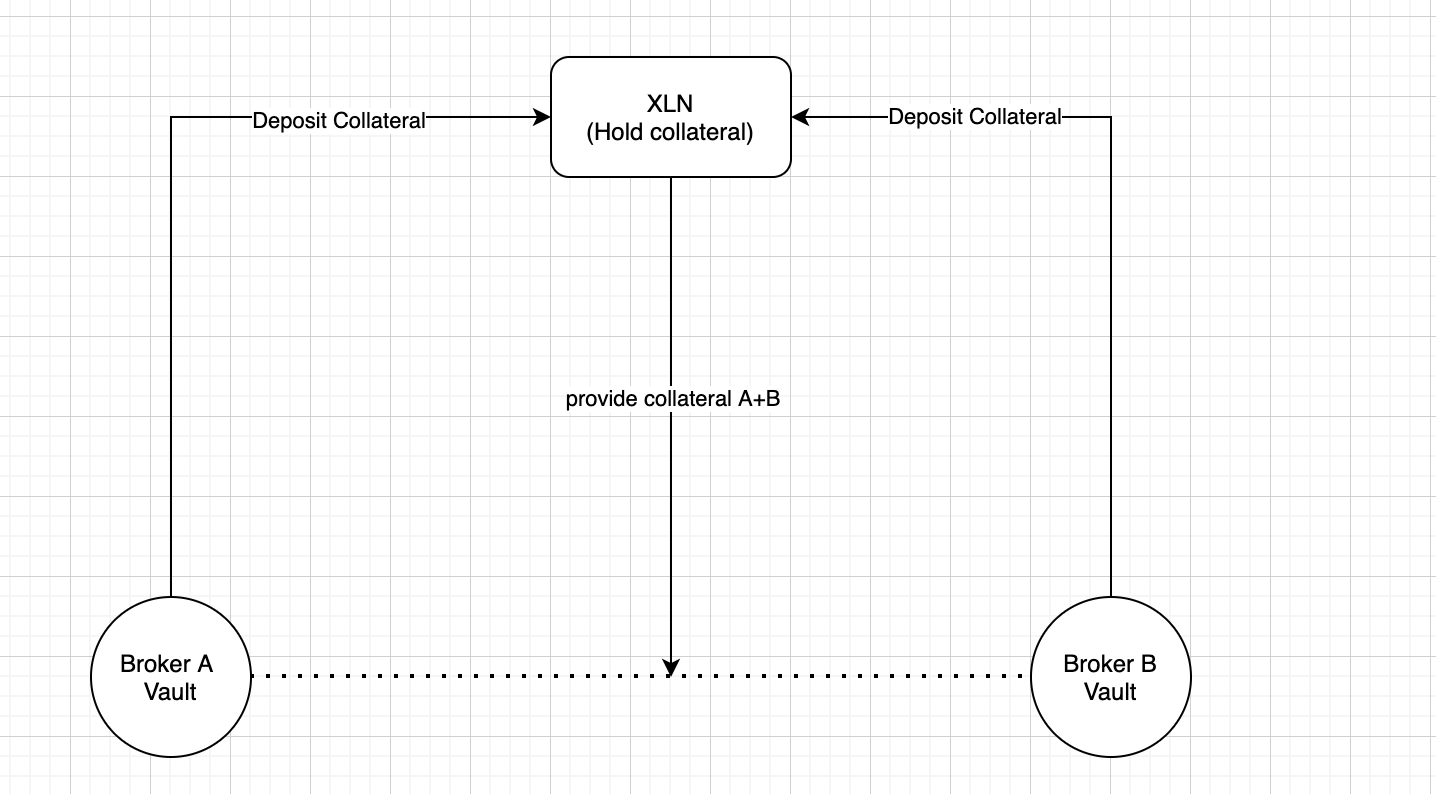 XLN
(Hold collateral)
Deposit Collateral
Deposit Collateral
provide collateral A+B
Broker A
Vault
Broker B
Vault